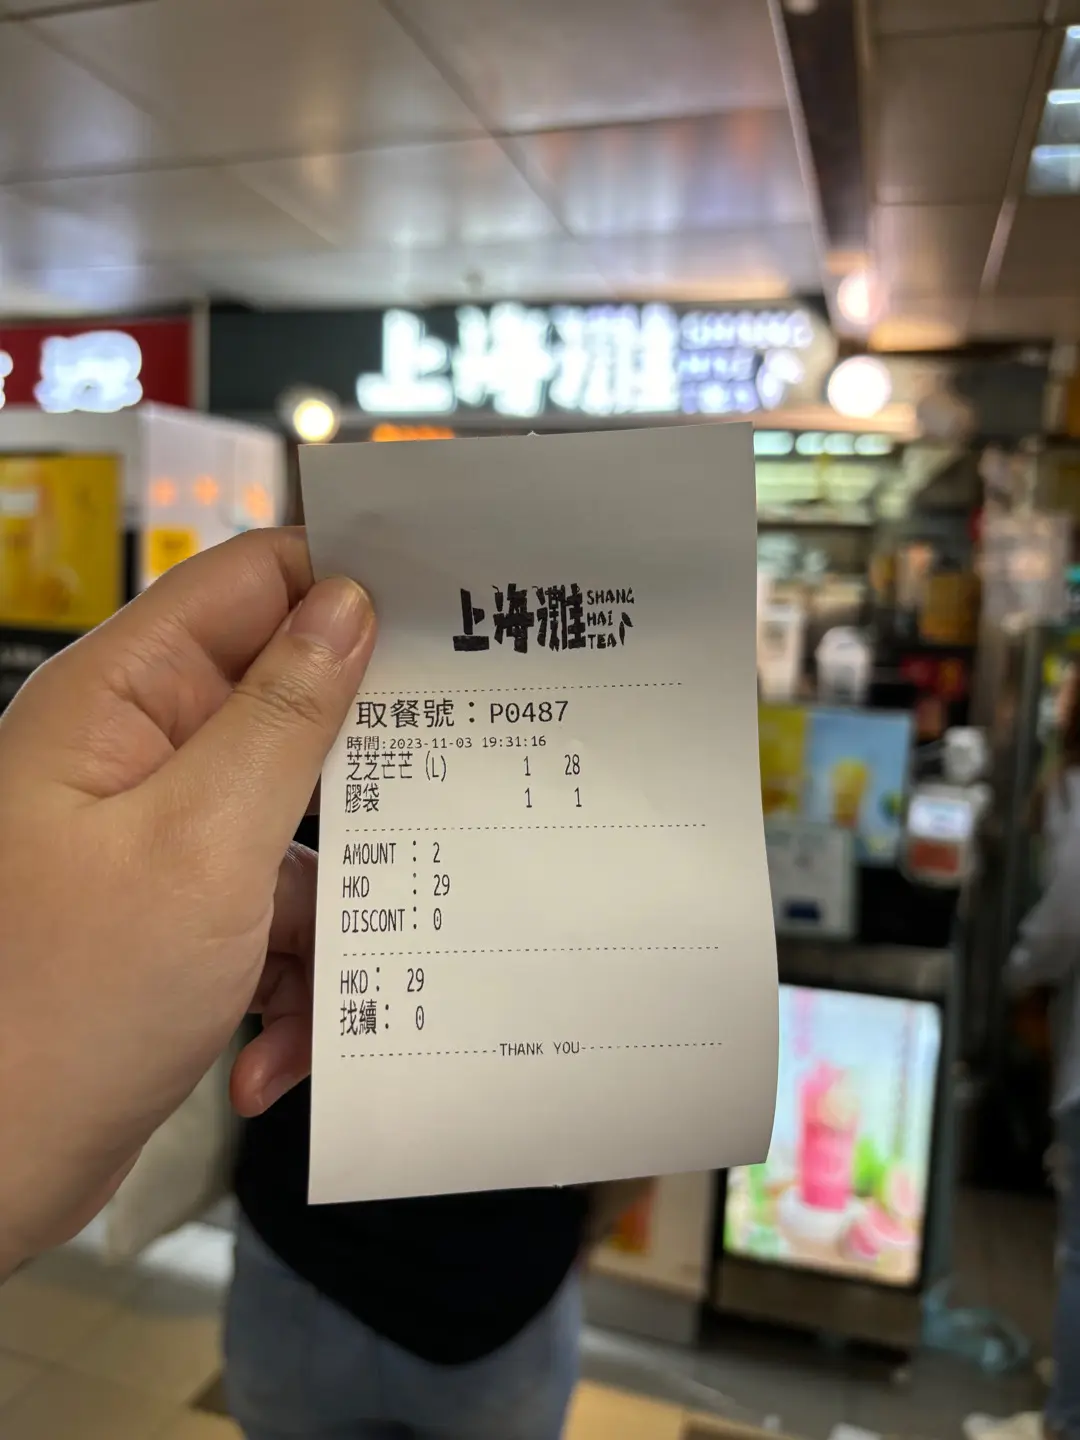 上海灘
上海灘 SHANG
HAI
TEA
取餐號：P0487
時間:2023-11-03 19:31:16
芝芝芒芒 (L) 1 28
膠袋 1 1
AMOUNT : 2
HKD : 29
DISCONT : 0
HKD： 29
找續： 0
THANK YOU